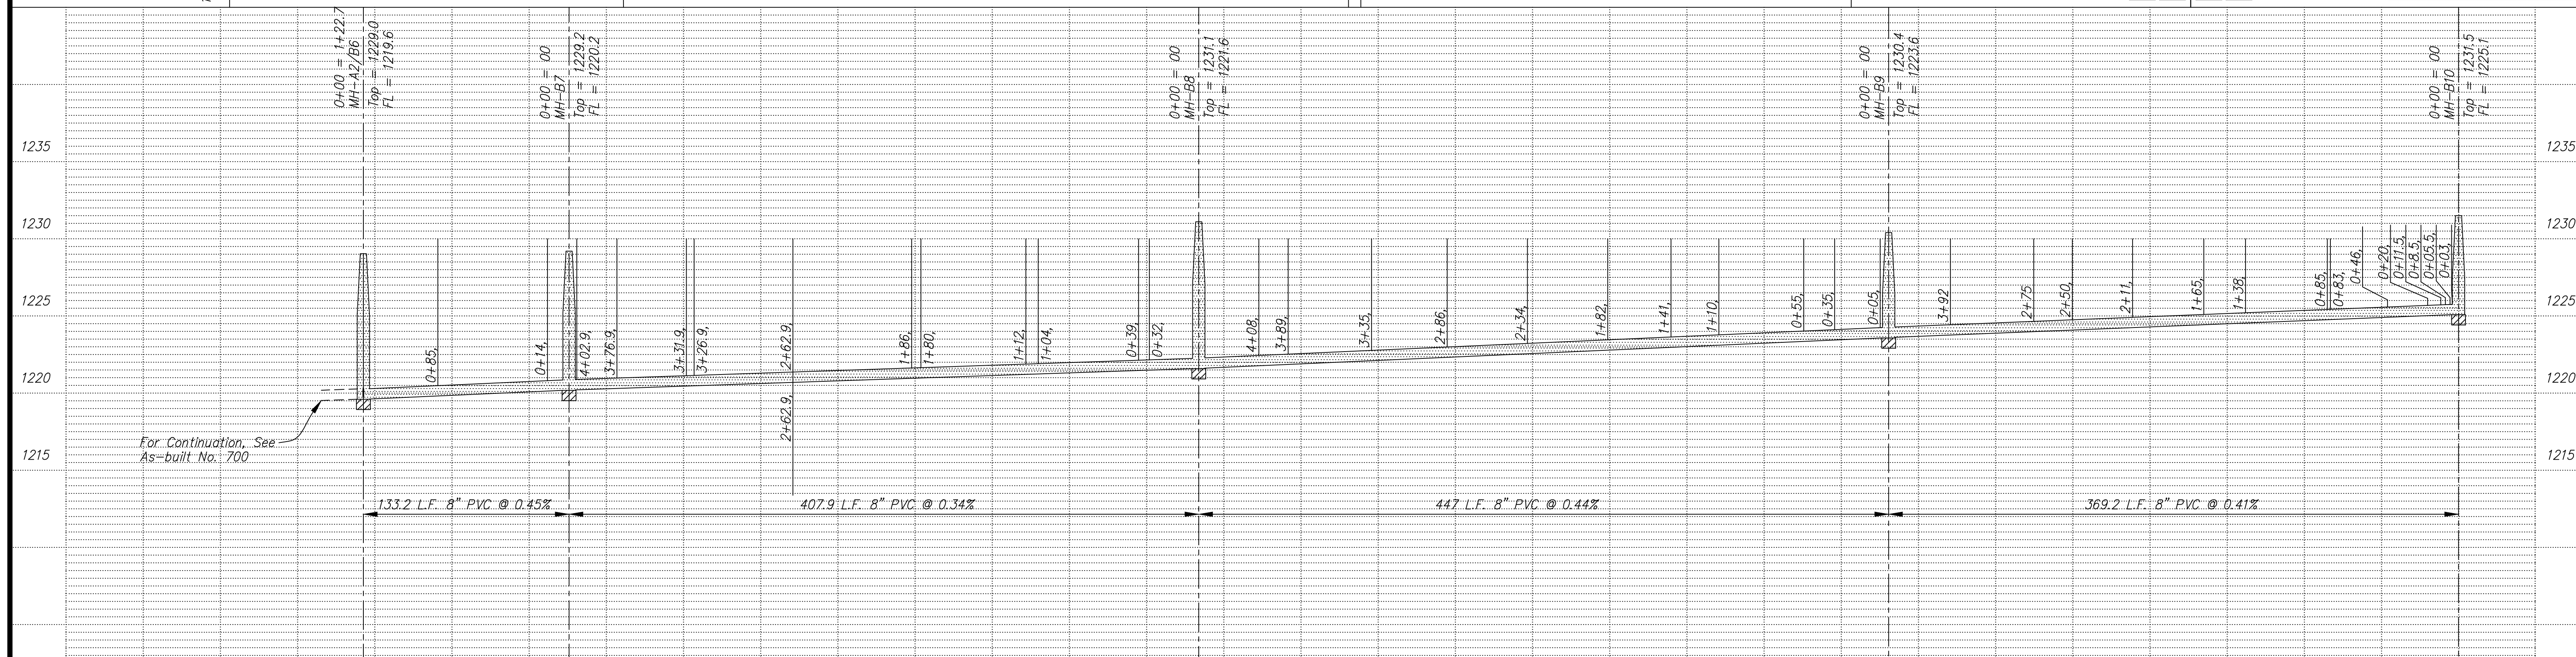 0+00 = 1+22.7
MH-A2/B6
Top = 1229.0
FL = 1219.6
0+00 = 00
MH-B7
Top = 1229.2
FL = 1220.2
0+00 = 00
MH-B8
Top = 1231.1
FL = 1221.6
0+00 = 00
MH-B9
Top = 1230.4
FL = 1223.6
0+00 = 00
MH-B10
Top = 1231.5
FL = 1225.1
1235
1235
1230
1230
1225
1225
1220
1220
1215
1215
0+85,
0+14,
4+02.9,
3+76.9,
3+31.9,
3+26.9,
2+62.9,
2+62.9,
1+86,
1+80,
1+12,
1+04,
0+39,
0+32,
4+08,
3+89,
3+35,
2+86,
2+34,
1+82,
1+41,
1+10,
0+55,
0+35,
0+05,
3+92
2+75
2+50,
2+11,
1+65,
1+38,
0+85,
0+83,
0+46,
0+20,
0+11.5,
0+8.5,
0+05.5,
0+03,
For Continuation, See
As-built No. 700
133.2 L.F. 8" PVC @ 0.45%
407.9 L.F. 8" PVC @ 0.34%
447 L.F. 8" PVC @ 0.44%
369.2 L.F. 8" PVC @ 0.41%